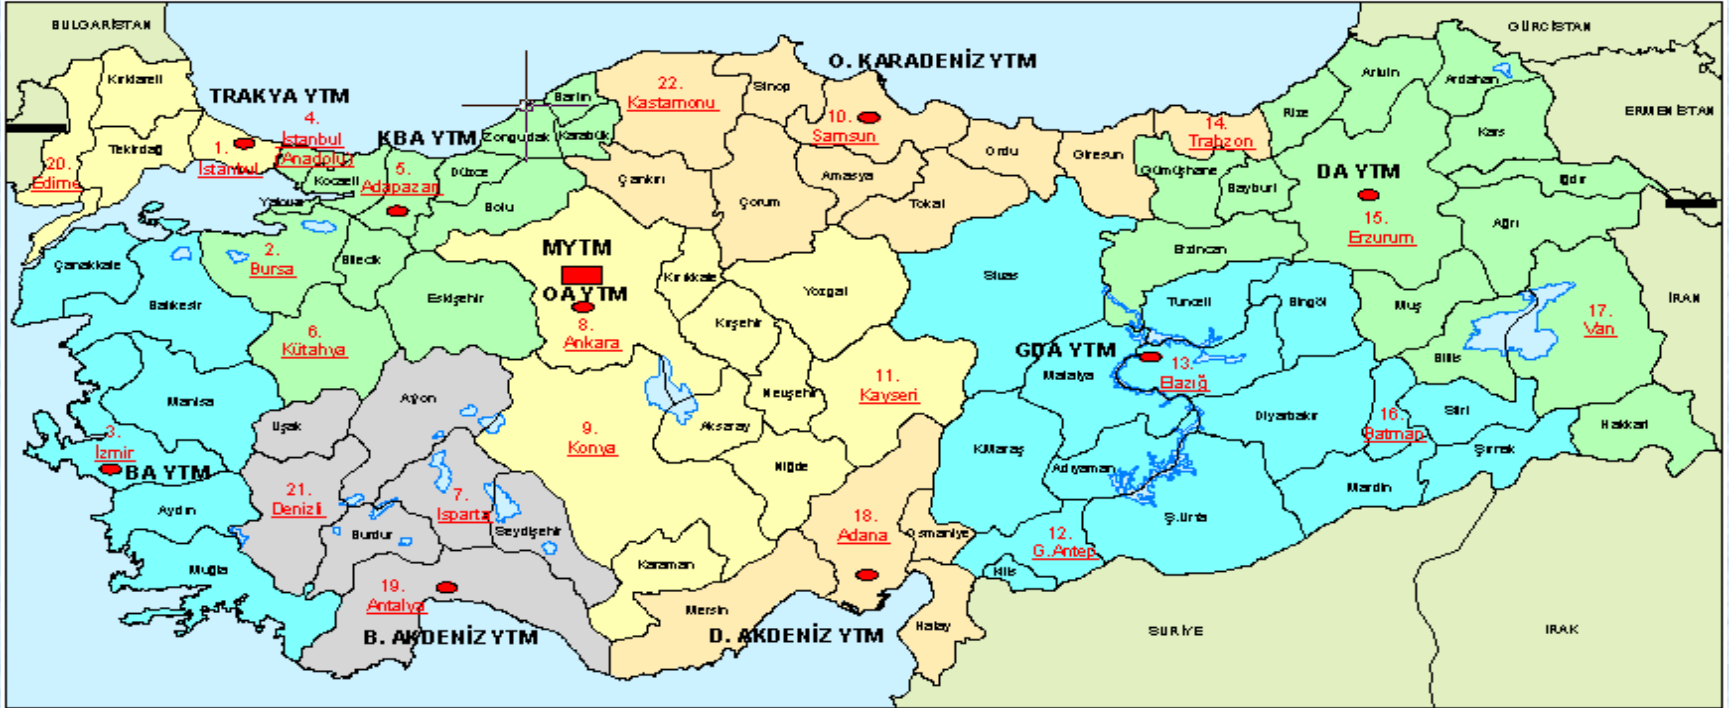 BULGARİSTAN
GÜRCİSTAN
Kırklareli
TRAKYA YTM
4.
İstanbul
(Anadolu)
KBA YTM
Bartın
22.
Kastamonu
Sinop
O. KARADENİZ YTM
10.
Samsun
Artvin
Ardahan
ERMENİSTAN
Tekirdağ
1.
İstanbul
20.
Edirne
Kocaeli
5.
Adapazarı
Düzce
Zongudak
Karabük
Çankırı
Amasya
Ordu
Giresun
14.
Trabzon
Rize
Kars
Gümüşhane
Bayburt
DA YTM
Iğdır
Yalova
Bolu
Çorum
Tokat
15.
Erzurum
Ağrı
Çanakkale
2.
Bursa
Bilecik
MYTM
OA YTM
8.
Ankara
Kırıkkale
Yozgat
Sivas
Erzincan
Balıkesir
Eskişehir
Kırşehir
Tunceli
Bingöl
Muş
17.
Van
İRAN
6.
Kütahya
GDA YTM
Malatya
13.
Elazığ
Bitlis
Manisa
Afyon
Uşak
9.
Konya
Nevşehir
Aksaray
11.
Kayseri
Diyarbakır
16.
Batman
Siirt
Hakkari
3.
İzmir
BA YTM
Niğde
K.Maraş
Adıyaman
Şırnak
Mardin
Aydın
21.
Denizli
7.
Isparta
Seydişehir
Burdur
18.
Adana
Osmaniye
12.
G.Antep
Ş.Urfa
Kilis
Muğla
19.
Antalya
Karaman
Mersin
Hatay
B. AKDENİZ YTM
D. AKDENİZ YTM
SURİYE
IRAK